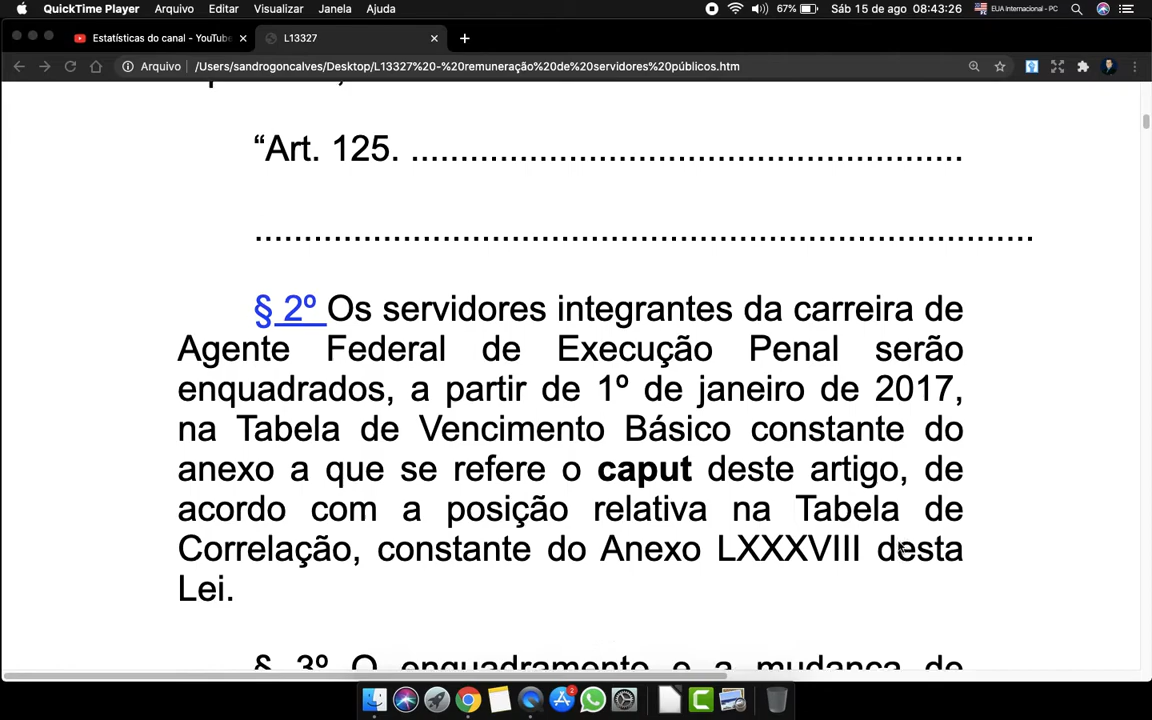 QuickTime Player Arquivo Editar Visualizar Janela Ajuda 67% Sáb 15 de ago 08:43:26 EUA Internacional - PC
Estatísticas do canal - YouTube L13327
Arquivo /Users/sandrogoncalves/Desktop/L13327%20-%20remuneração%20de%20servidores%20públicos.htm
“Art. 125. ........................................................
................................................................................
§ 2º Os servidores integrantes da carreira de
Agente Federal de Execução Penal serão
enquadrados, a partir de 1º de janeiro de 2017,
na Tabela de Vencimento Básico constante do
anexo a que se refere o caput deste artigo, de
acordo com a posição relativa na Tabela de
Correlação, constante do Anexo LXXXVIII desta
Lei.
§ 3º O enquadramento e a mudança de
2